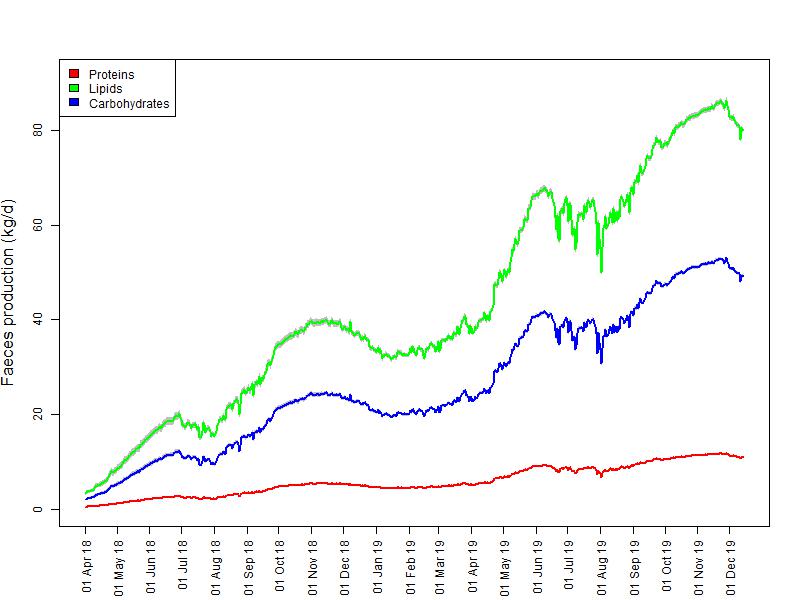 Proteins
Lipids
Carbohydrates
Faeces production (kg/d)
80
60
40
20
0
01 Apr 18
01 May 18
01 Jun 18
01 Jul 18
01 Aug 18
01 Sep 18
01 Oct 18
01 Nov 18
01 Dec 18
01 Jan 19
01 Feb 19
01 Mar 19
01 Apr 19
01 May 19
01 Jun 19
01 Jul 19
01 Aug 19
01 Sep 19
01 Oct 19
01 Nov 19
01 Dec 19